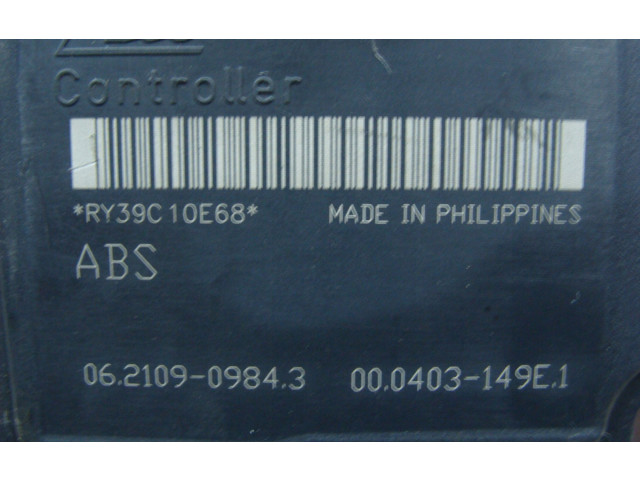 Controller
*RY39C10E68* MADE IN PHILIPPINES
ABS
06.2109-0984.3 00.0403-149E.1